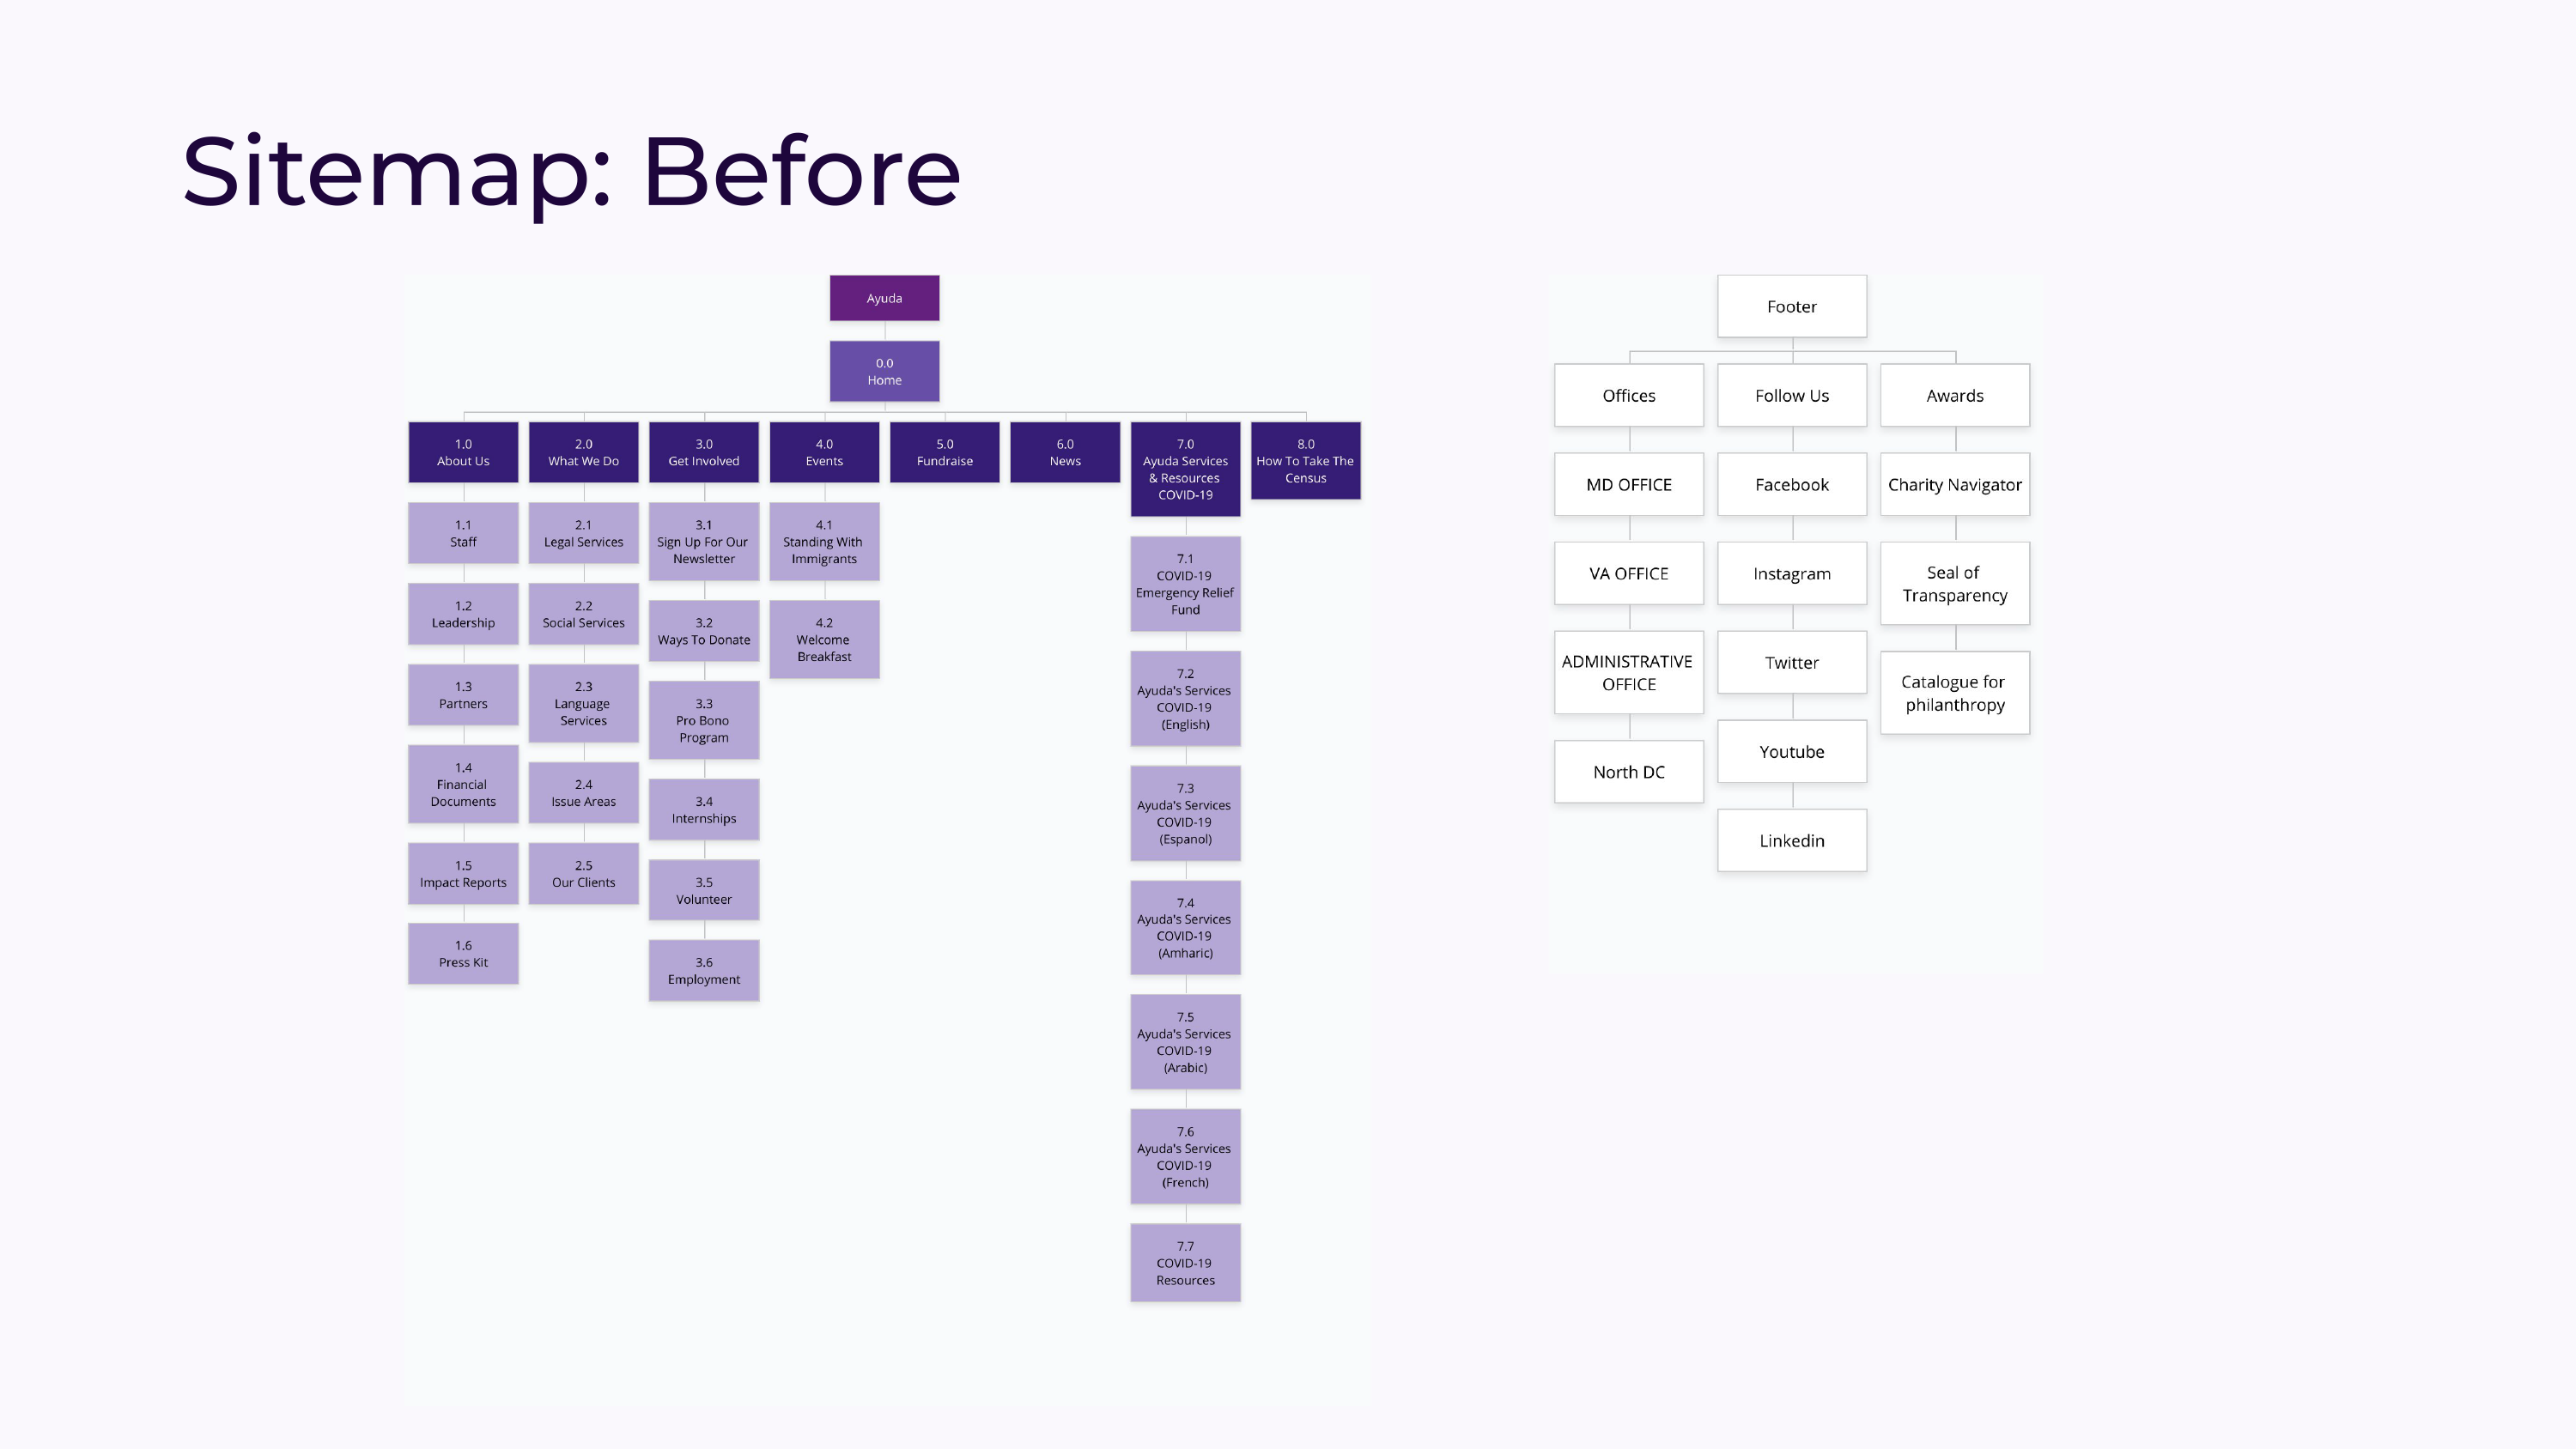 Sitemap: Before
Ayuda
0.0
Home
1.0
About Us
1.1
Staff
1.2
Leadership
1.3
Partners
1.4
Financial
Documents
1.5
Impact Reports
1.6
Press Kit
2.0
What We Do
2.1
Legal Services
2.2
Social Services
2.3
Language
Services
2.4
Issue Areas
2.5
Our Clients
3.0
Get Involved
3.1
Sign Up For Our
Newsletter
3.2
Ways To Donate
3.3
Pro Bono
Program
3.4
Internships
3.5
Volunteer
3.6
Employment
4.0
Events
4.1
Standing With
Immigrants
4.2
Welcome
Breakfast
5.0
Fundraise
6.0
News
7.0
Ayuda Services
& Resources
COVID-19
7.1
COVID-19
Emergency Relief
Fund
7.2
Ayuda's Services
COVID-19
(English)
7.3
Ayuda's Services
COVID-19
(Espanol)
7.4
Ayuda's Services
COVID-19
(Amharic)
7.5
Ayuda's Services
COVID-19
(Arabic)
7.6
Ayuda's Services
COVID-19
(French)
7.7
COVID-19
Resources
8.0
How To Take The
Census
Footer
Offices
MD OFFICE
VA OFFICE
ADMINISTRATIVE
OFFICE
North DC
Follow Us
Facebook
Instagram
Twitter
Youtube
Linkedin
Awards
Charity Navigator
Seal of
Transparency
Catalogue for
philanthropy